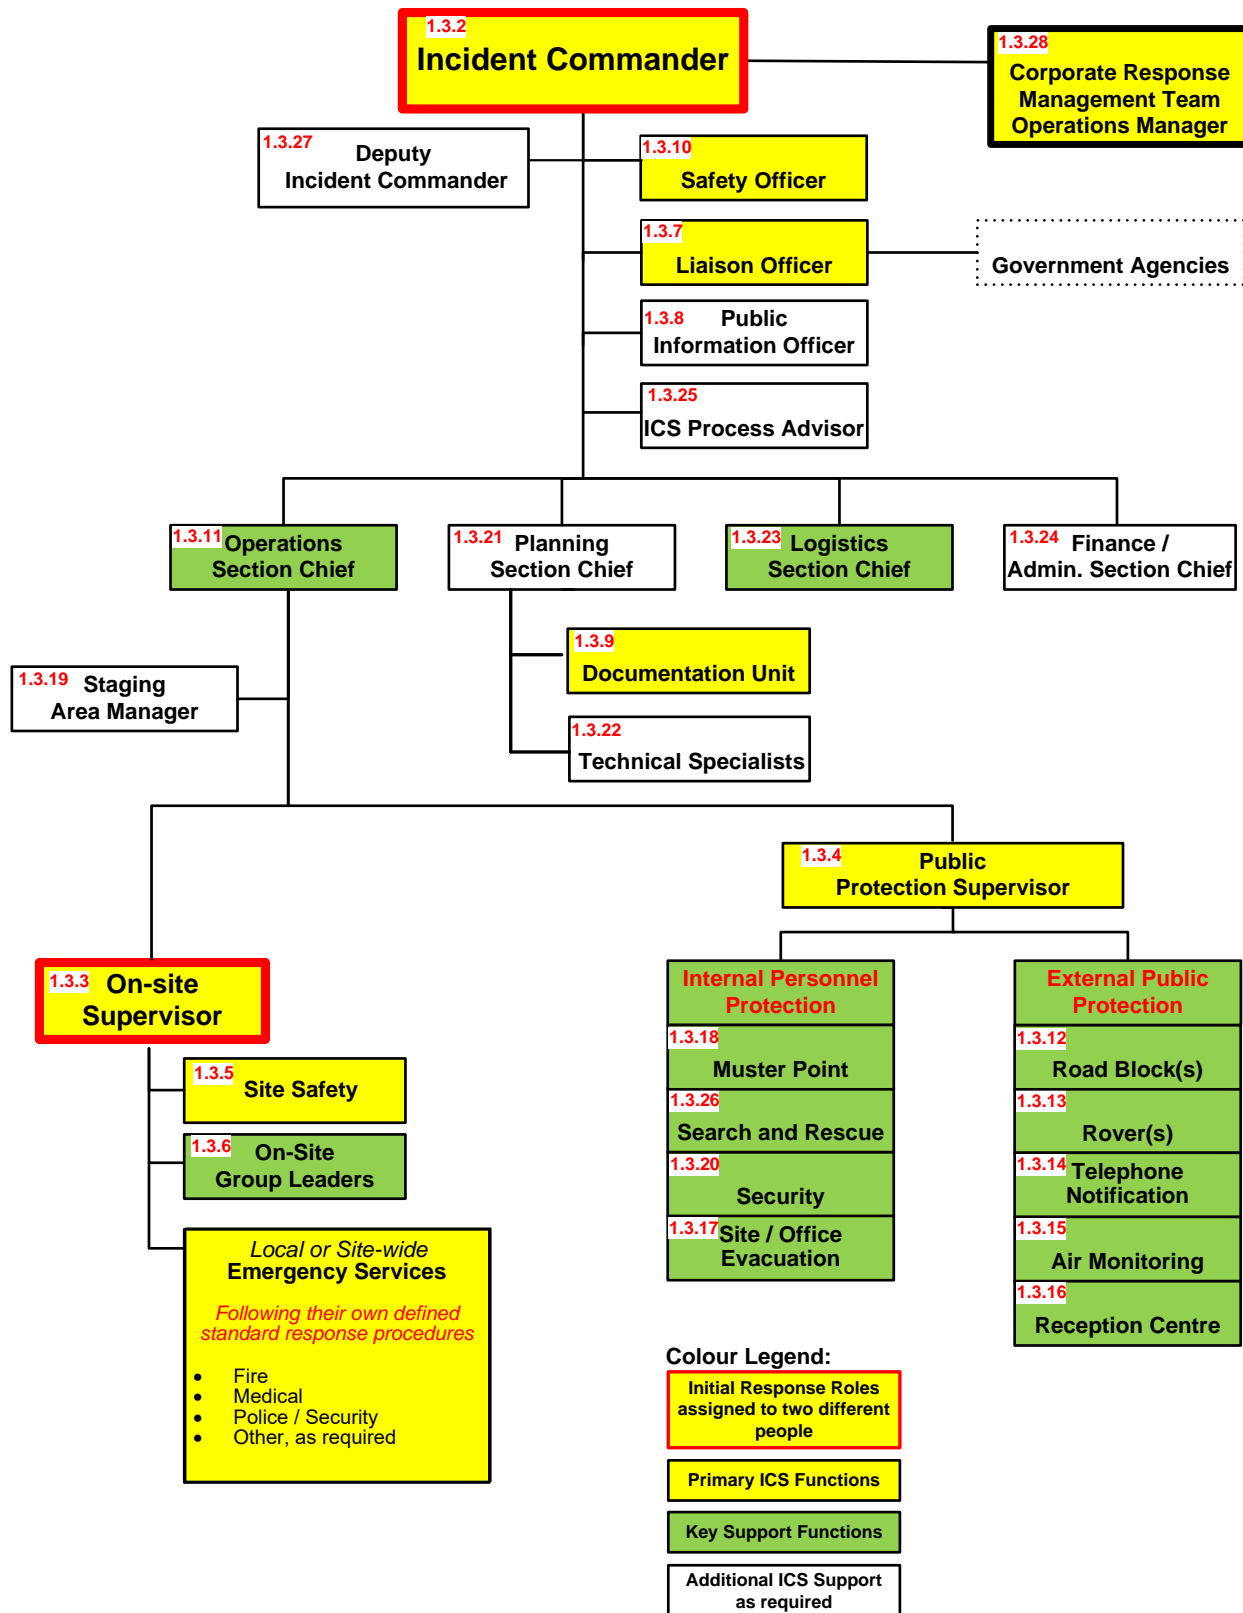 1.3.2
Incident Commander
1.3.28
Corporate Response
Management Team
Operations Manager
1.3.27
Deputy
Incident Commander
1.3.10
Safety Officer
1.3.7
Liaison Officer
Government Agencies
1.3.8
Public
Information Officer
1.3.25
ICS Process Advisor
1.3.11
Operations
Section Chief
1.3.21
Planning
Section Chief
1.3.23
Logistics
Section Chief
1.3.24
Finance /
Admin. Section Chief
1.3.9
Documentation Unit
1.3.19
Staging
Area Manager
1.3.22
Technical Specialists
1.3.4
Public
Protection Supervisor
1.3.3
On-site
Supervisor
1.3.5
Site Safety
1.3.6
On-Site
Group Leaders
Local or Site-wide
Emergency Services
Following their own defined
standard response procedures
• Fire
• Medical
• Police / Security
• Other, as required
Internal Personnel
Protection
1.3.18
Muster Point
1.3.26
Search and Rescue
1.3.20
Security
1.3.17
Site / Office
Evacuation
External Public
Protection
1.3.12
Road Block(s)
1.3.13
Rover(s)
1.3.14
Telephone
Notification
1.3.15
Air Monitoring
1.3.16
Reception Centre
Colour Legend:
Initial Response Roles
assigned to two different
people
Primary ICS Functions
Key Support Functions
Additional ICS Support
as required